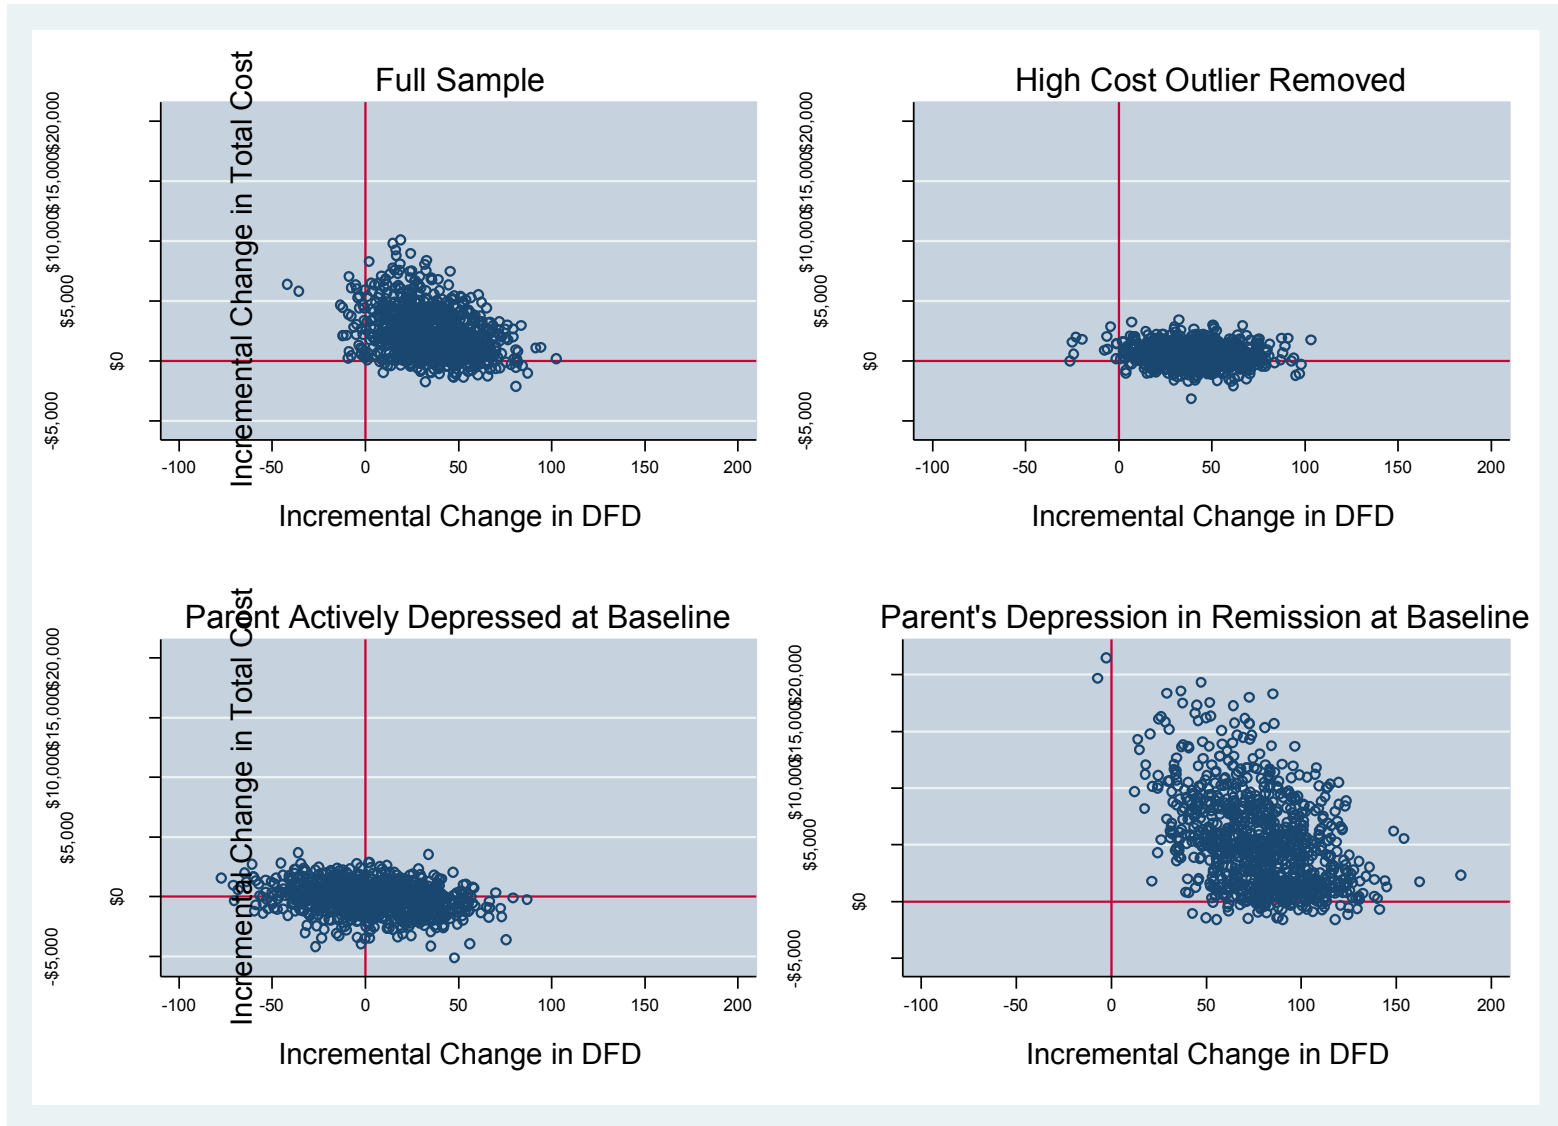 Full Sample
High Cost Outlier Removed
Incremental Change in Total Cost
$20,000
$15,000
$10,000
$5,000
$0
-$5,000
$20,000
$15,000
$10,000
$5,000
$0
-$5,000
-100 -50 0 50 100 150 200
-100 -50 0 50 100 150 200
Incremental Change in DFD
Incremental Change in DFD
Parent Actively Depressed at Baseline
Parent's Depression in Remission at Baseline
Incremental Change in Total Cost
$20,000
$15,000
$10,000
$5,000
$0
-$5,000
$20,000
$15,000
$10,000
$5,000
$0
-$5,000
-100 -50 0 50 100 150 200
-100 -50 0 50 100 150 200
Incremental Change in DFD
Incremental Change in DFD